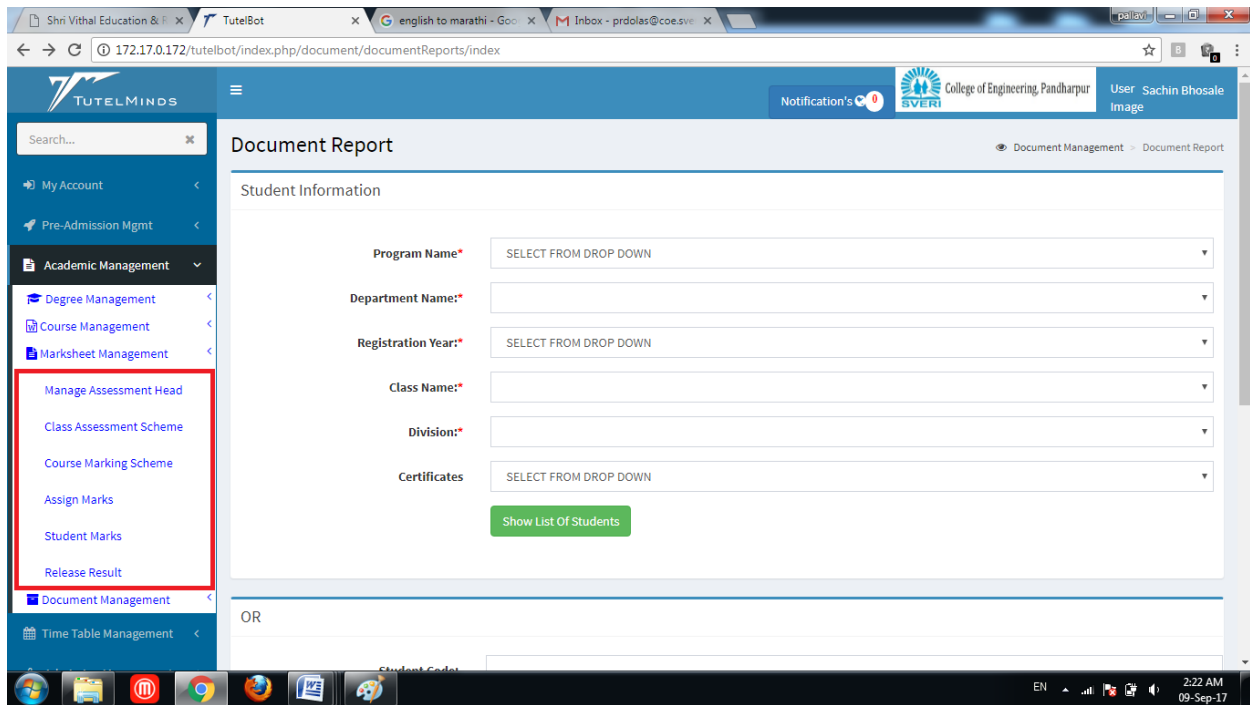 Shri Vithal Education & R
TutelBot
english to marathi - Goo
Inbox - prdolas@coe.sve
pallavi
172.17.0.172/tutelbot/index.php/document/documentReports/index
TUTELMINDS
Notification's 0
SVERI
College of Engineering, Pandharpur
User Image
Sachin Bhosale
Search...
My Account
Pre-Admission Mgmt
Academic Management
Degree Management
Course Management
Marksheet Management
Manage Assessment Head
Class Assessment Scheme
Course Marking Scheme
Assign Marks
Student Marks
Release Result
Document Management
Time Table Management
Document Report
Document Management > Document Report
Student Information
Program Name* SELECT FROM DROP DOWN
Department Name:*
Registration Year:* SELECT FROM DROP DOWN
Class Name:*
Division:*
Certificates SELECT FROM DROP DOWN
Show List Of Students
OR
Student Code:
EN
2:22 AM
09-Sep-17